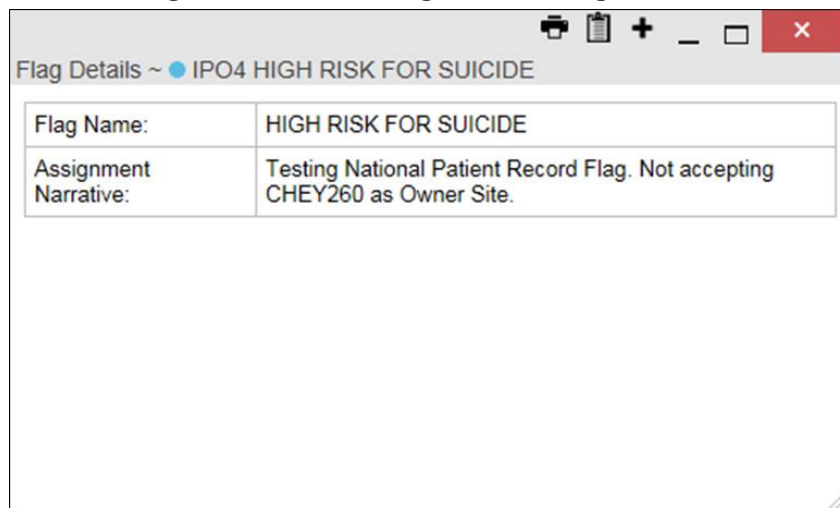 Flag Details ~ IPO4 HIGH RISK FOR SUICIDE
Flag Name: HIGH RISK FOR SUICIDE
Assignment Narrative: Testing National Patient Record Flag. Not accepting
CHEY260 as Owner Site.